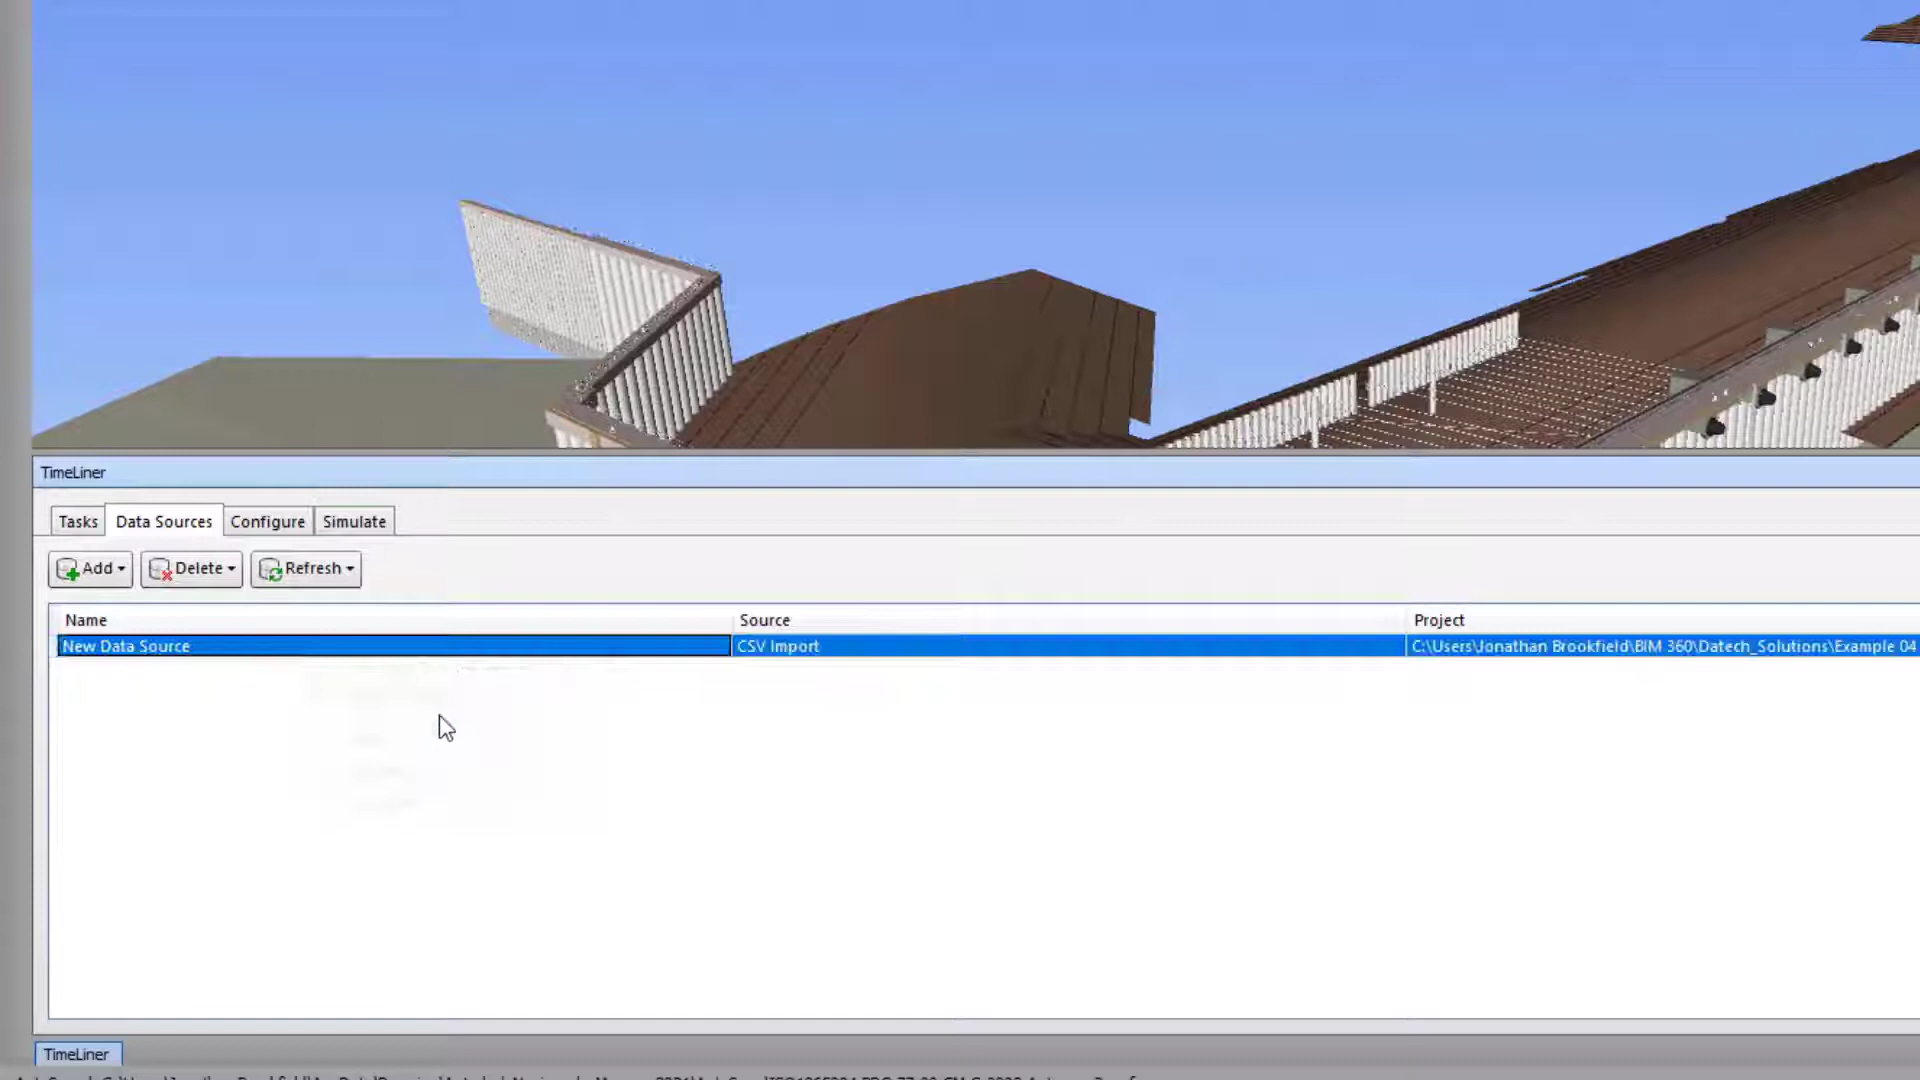 TimeLiner
Tasks Data Sources Configure Simulate
Add Delete Refresh
Name Source Project
New Data Source CSV Import C:\Users\Jonathan Brookfield\BIM 360\Datech_Solutions\Example 04
TimeLiner